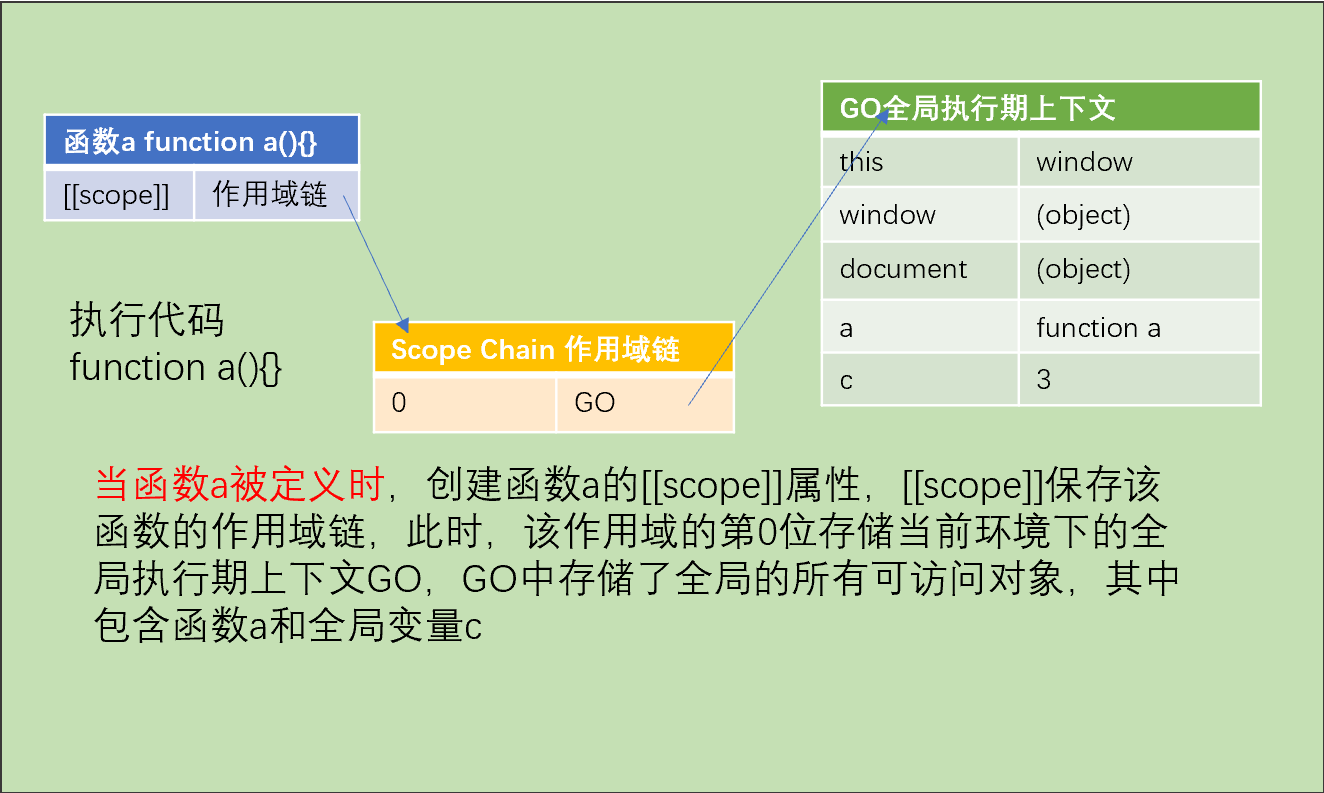 函数a function a(){}
[[scope]] 作用域链
执行代码
function a(){}
Scope Chain 作用域链
0 GO
GO全局执行期上下文
this window
window (object)
document (object)
a function a
c 3
当函数a被定义时，创建函数a的[[scope]]属性，[[scope]]保存该
函数的作用域链，此时，该作用域的第0位存储当前环境下的全
局执行期上下文GO，GO中存储了全局的所有可访问对象，其中
包含函数a和全局变量c